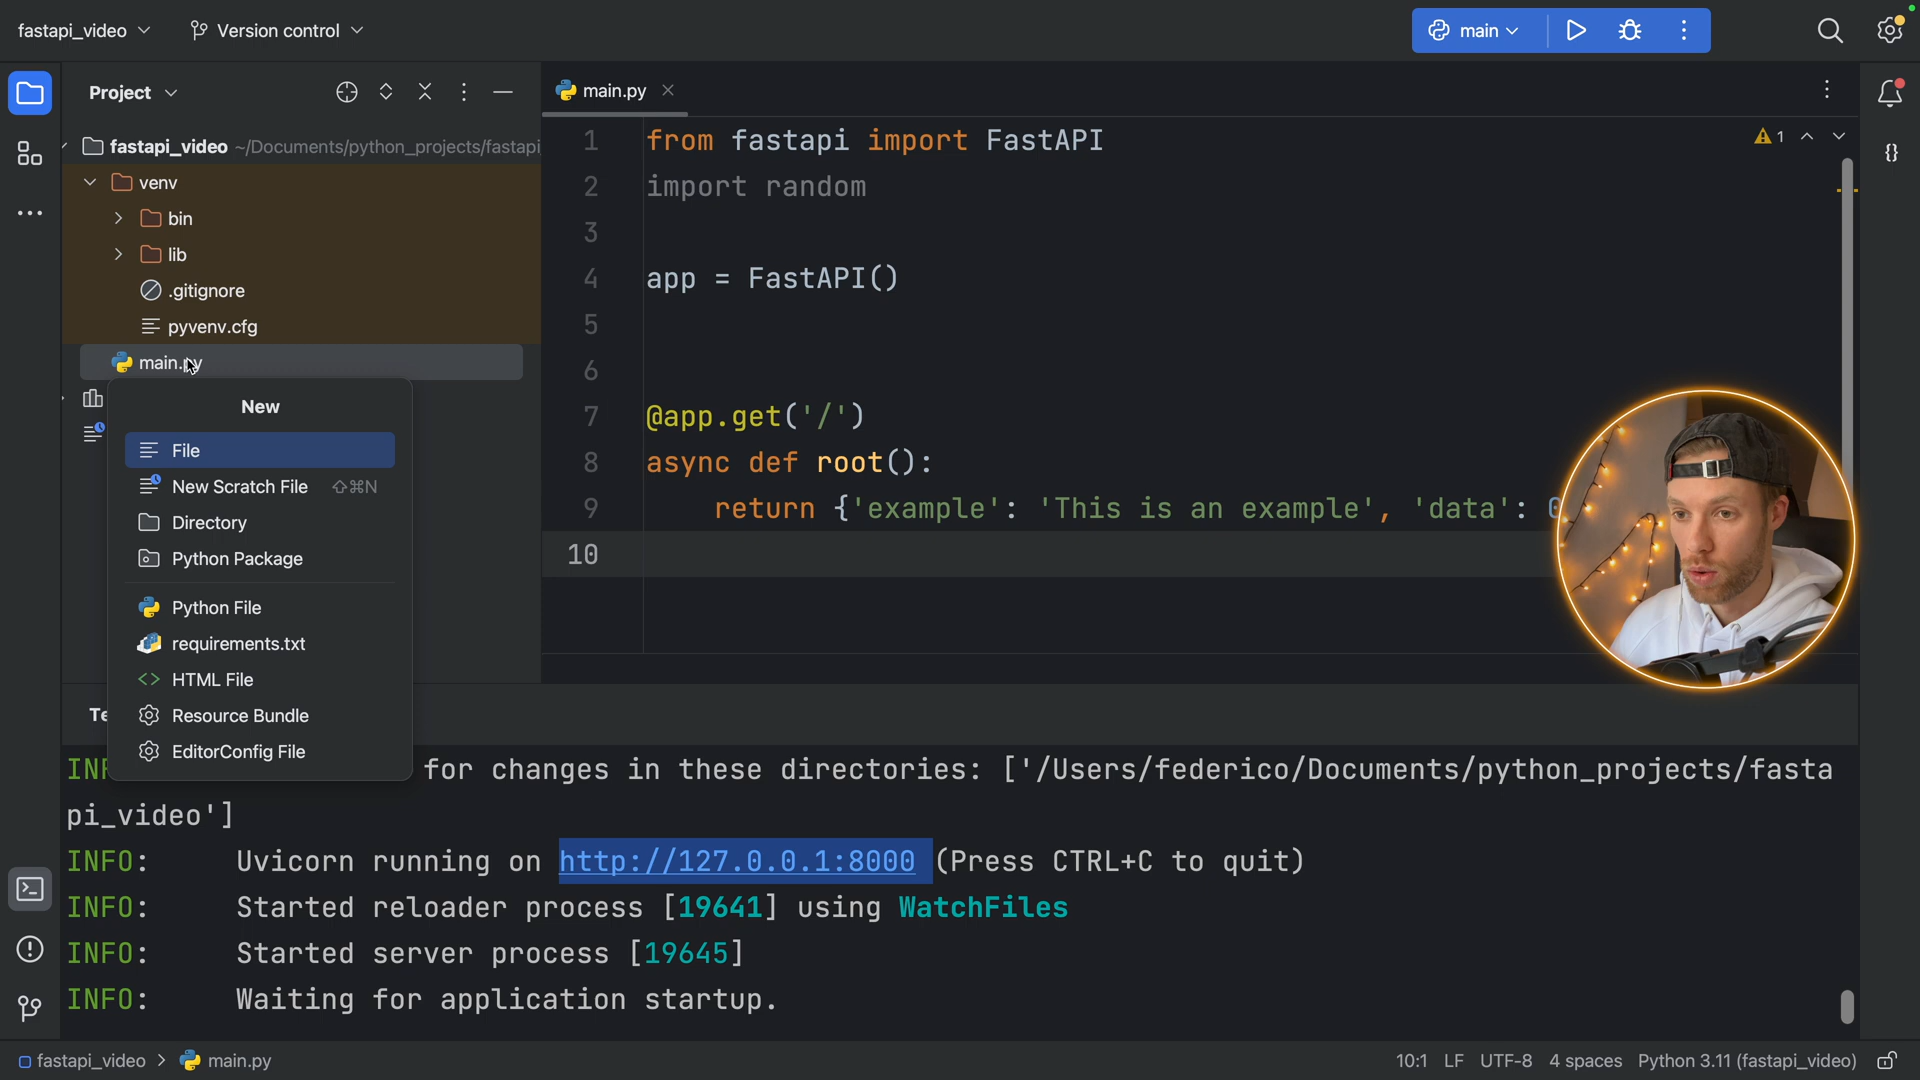 fastapi_video
Version control
main
Project
main.py
fastapi_video ~/Documents/python_projects/fastapi
venv
bin
lib
.gitignore
pyvenv.cfg
main.py
New
File
New Scratch File ⇧⌘N
Directory
Python Package
Python File
requirements.txt
HTML File
Resource Bundle
EditorConfig File
1 from fastapi import FastAPI
2 import random
3
4 app = FastAPI()
5
6
7 @app.get('/')
8 async def root():
9 return {'example': 'This is an example', 'data': 0
10
1
{}
Te
INF for changes in these directories: ['/Users/federico/Documents/python_projects/fasta
pi_video']
INFO: Uvicorn running on http://127.0.0.1:8000 (Press CTRL+C to quit)
INFO: Started reloader process [19641] using WatchFiles
INFO: Started server process [19645]
INFO: Waiting for application startup.
fastapi_video > main.py
10:1 LF UTF-8 4 spaces Python 3.11 (fastapi_video)